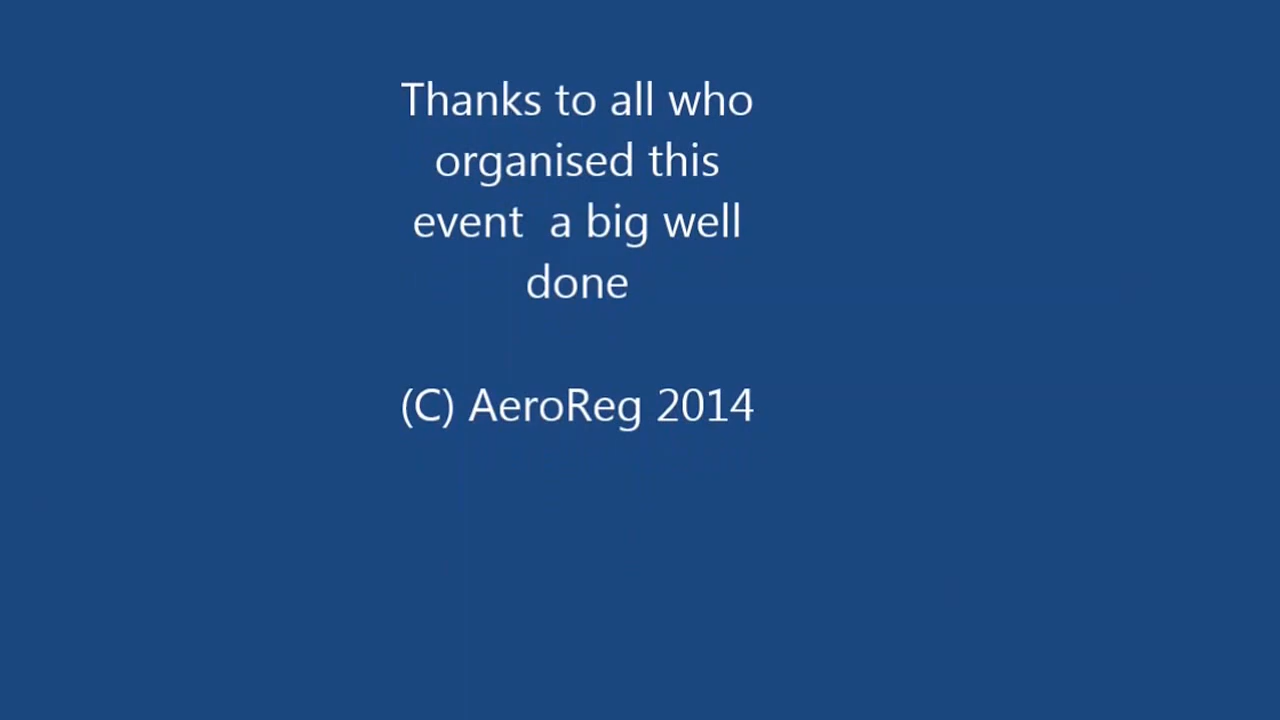 Thanks to all who
organised this
event  a big well
done
(C) AeroReg 2014